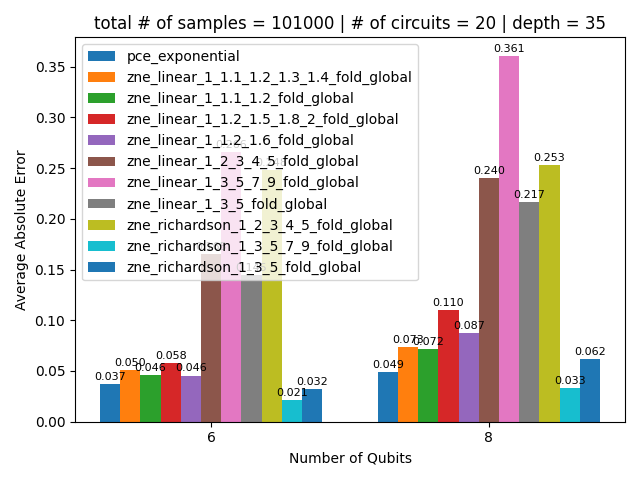 total # of samples = 101000 | # of circuits = 20 | depth = 35
pce_exponential
zne_linear_1_1.1_1.2_1.3_1.4_fold_global
zne_linear_1_1.1_1.2_fold_global
zne_linear_1_1.2_1.5_1.8_2_fold_global
zne_linear_1_1.2_1.6_fold_global
zne_linear_1_2_3_4_5_fold_global
zne_linear_1_3_5_7_9_fold_global
zne_linear_1_3_5_fold_global
zne_richardson_1_2_3_4_5_fold_global
zne_richardson_1_3_5_7_9_fold_global
zne_richardson_1_3_5_fold_global
Average Absolute Error
0.35
0.30
0.25
0.20
0.15
0.10
0.05
0.00
0.037
0.050
0.046
0.058
0.046
0.021
0.032
0.049
0.073
0.072
0.110
0.087
0.240
0.361
0.217
0.253
0.033
0.062
6
8
Number of Qubits